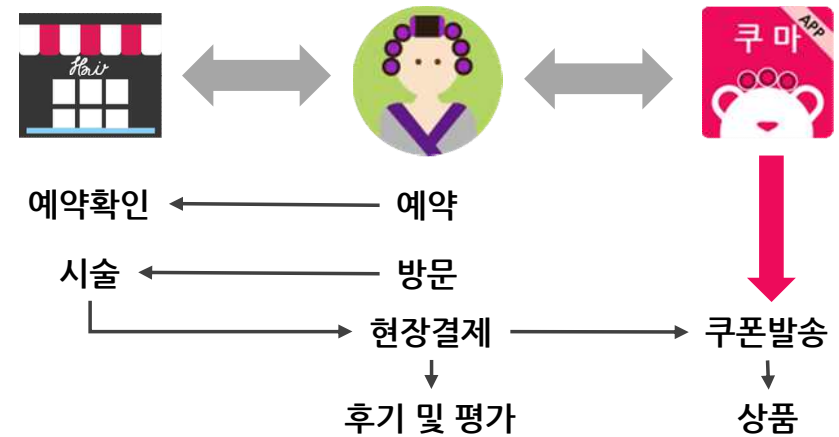 Hair
쿠마
APP
예약확인
예약
시술
방문
현장결제
쿠폰발송
후기 및 평가
상품